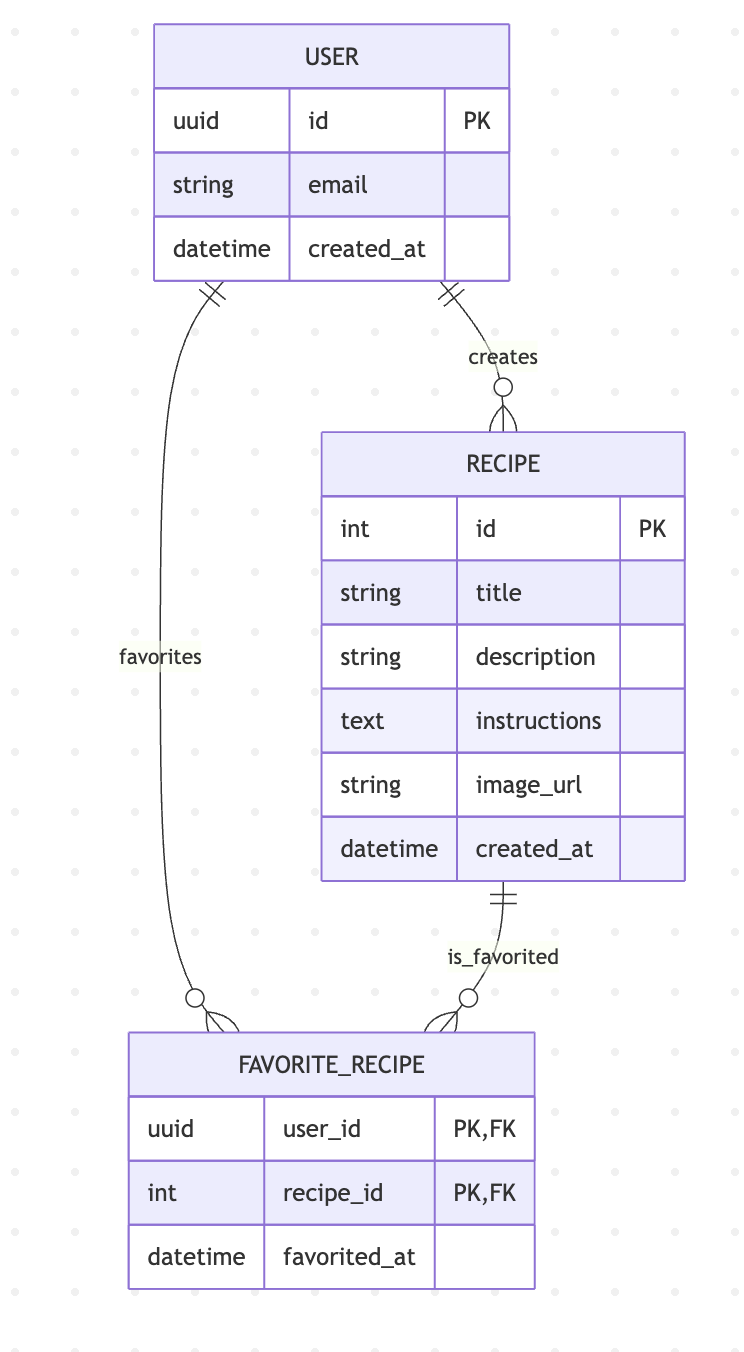 USER
uuid id PK
string email
datetime created_at
creates
RECIPE
int id PK
string title
string description
text instructions
string image_url
datetime created_at
favorites
is_favorited
FAVORITE_RECIPE
uuid user_id PK,FK
int recipe_id PK,FK
datetime favorited_at